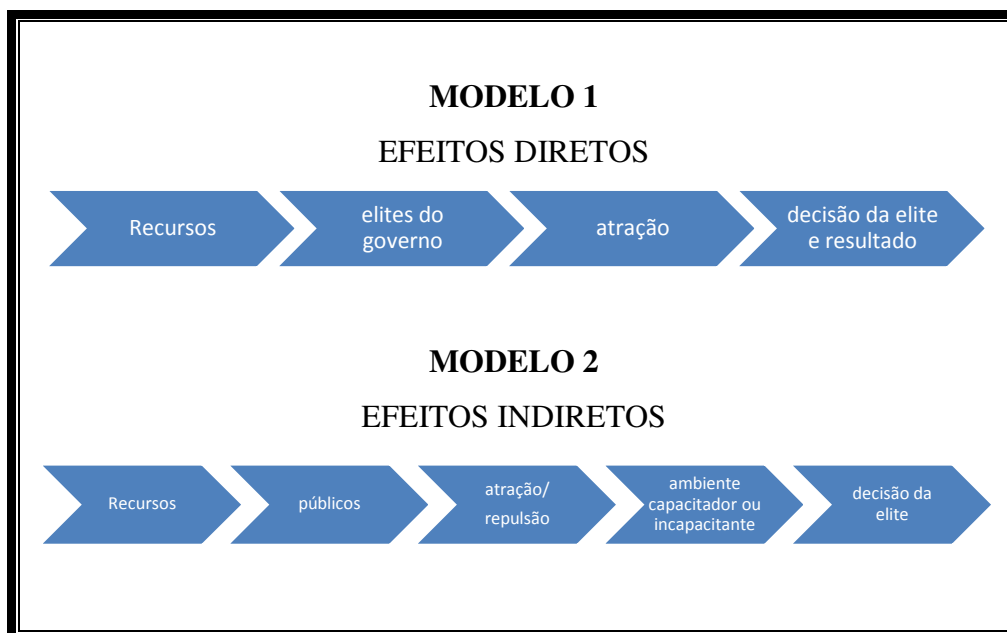 MODELO 1
EFEITOS DIRETOS
Recursos
elites do
governo
atração
decisão da elite
e resultado
MODELO 2
EFEITOS INDIRETOS
Recursos
públicos
atração/
repulsão
ambiente
capacitador ou
incapacitante
decisão da
elite